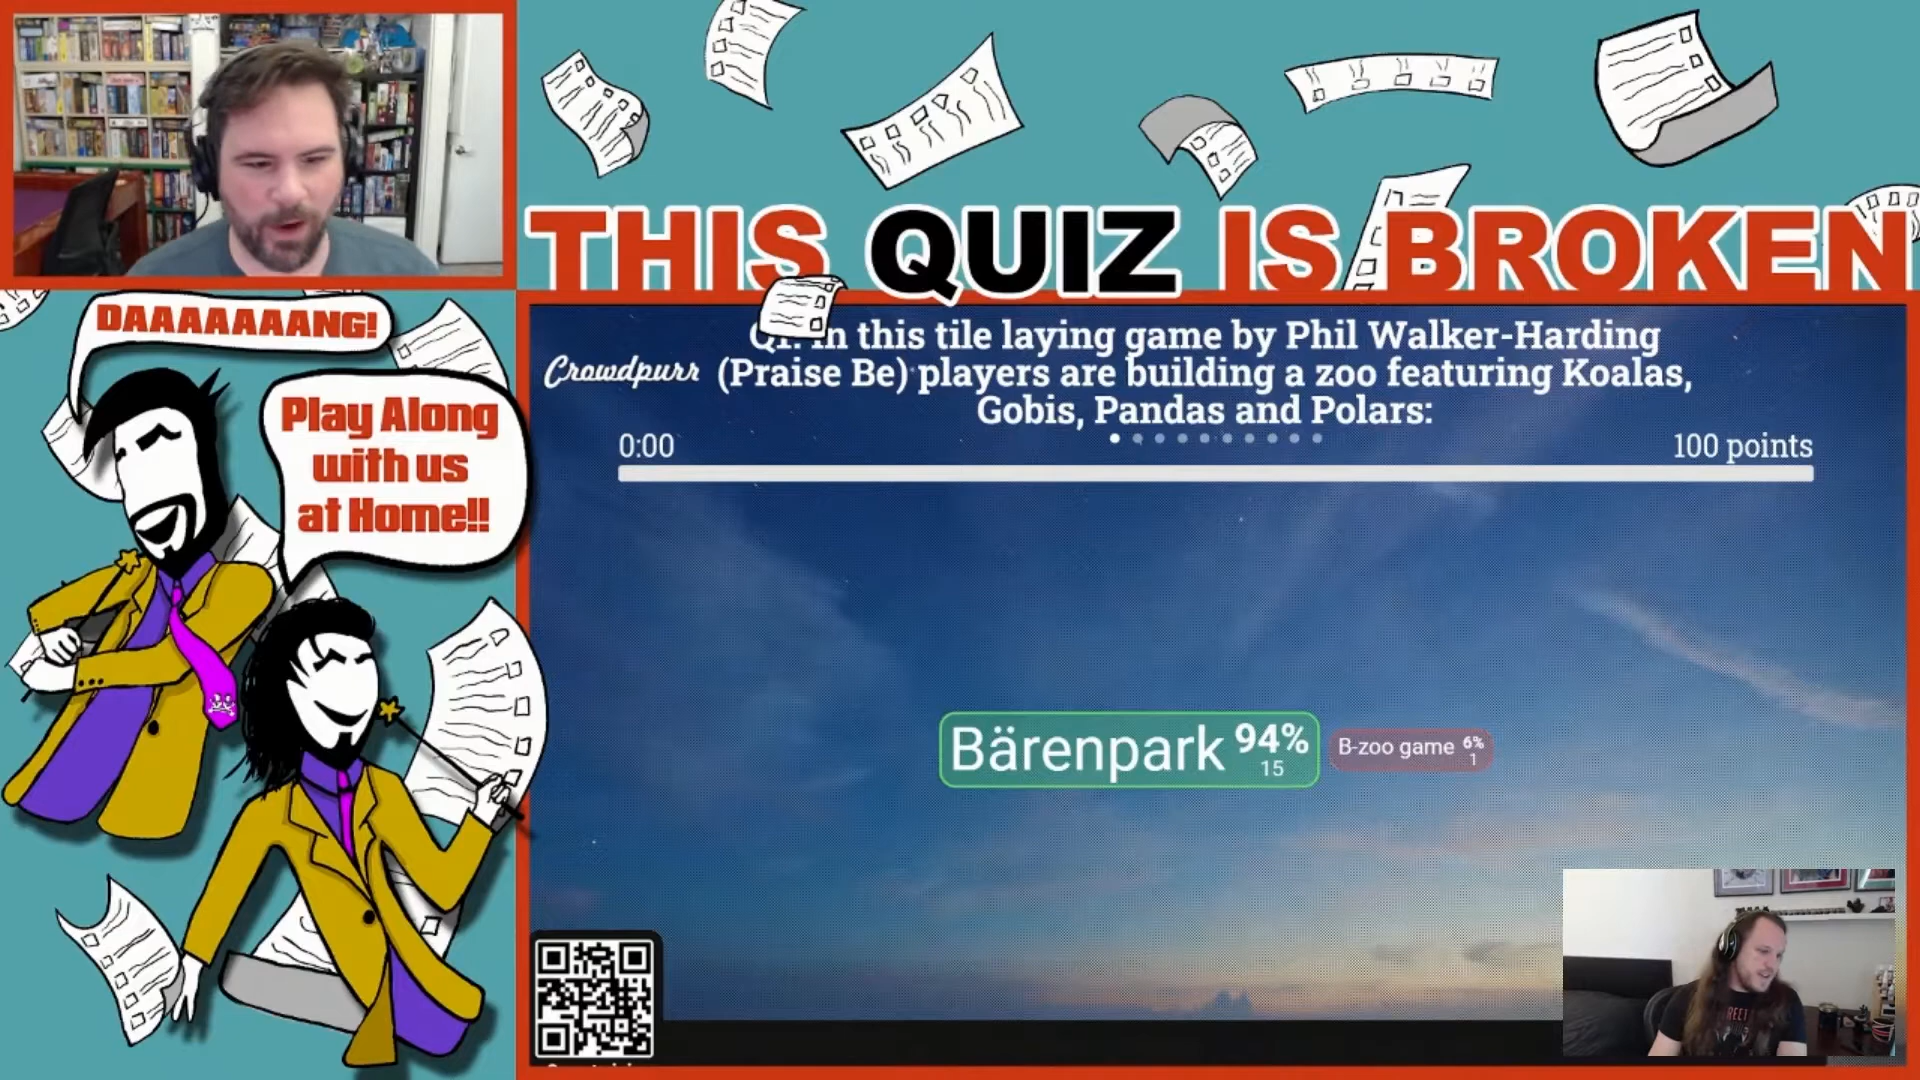 THIS QUIZ IS BROKEN
DAAAAAAANG!
Play Along
with us
at Home!!
Q1: In this tile laying game by Phil Walker-Harding
Crowdpurr
(Praise Be) players are building a zoo featuring Koalas,
Gobis, Pandas and Polars:
0:00
100 points
Bärenpark 94%
15
B-zoo game 6%
1